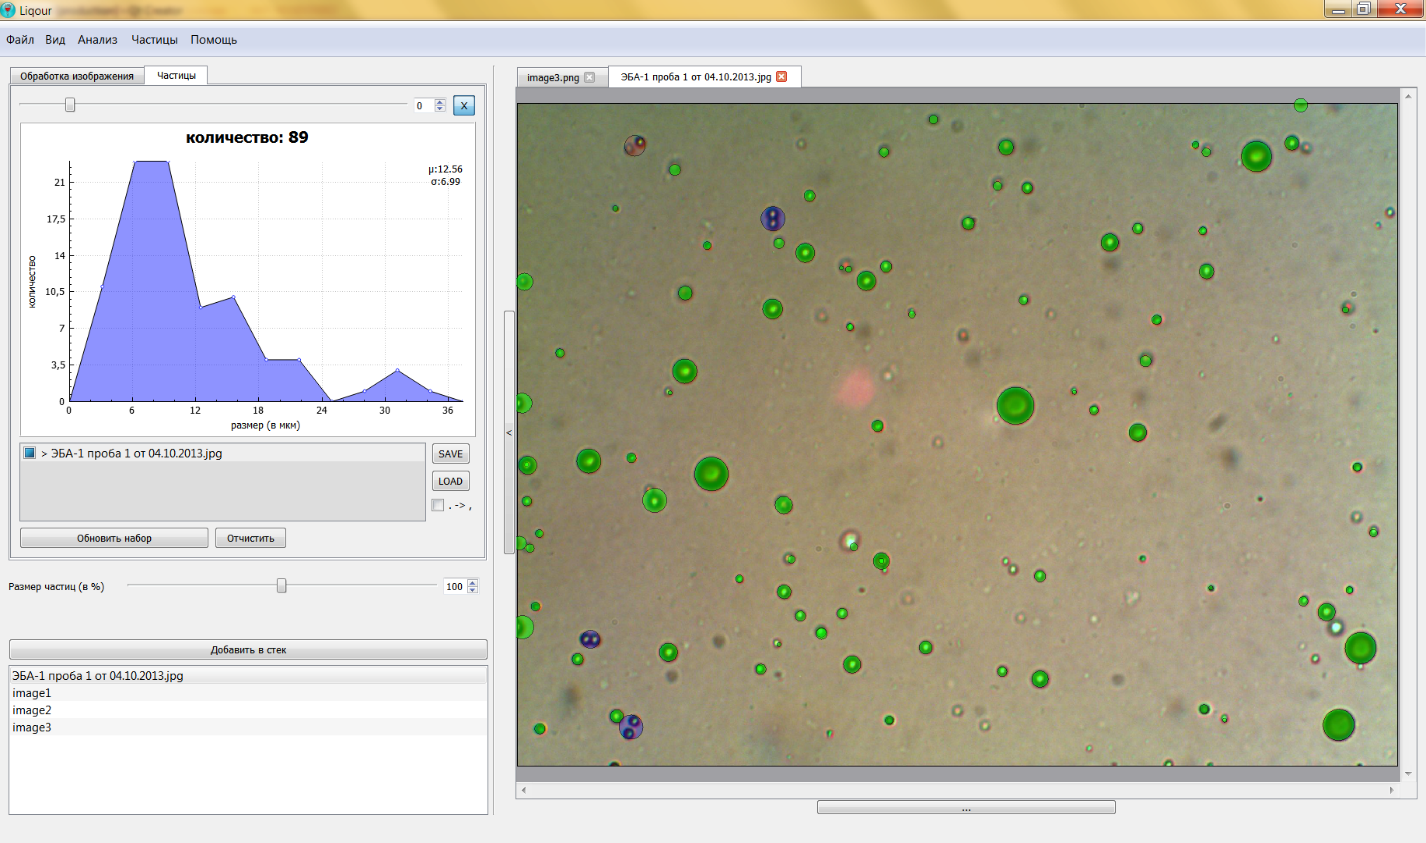 Liqour
Файл Вид Анализ Частицы Помощь
Обработка изображения Частицы
0 X
количество: 89
μ:12.56
σ:6.99
21
17,5
14
10,5
7
3,5
0
количество
0 6 12 18 24 30 36
размер (в мкм)
> ЭБА-1 проба 1 от 04.10.2013.jpg
SAVE
LOAD
. -> ,
Обновить набор Отчистить
Размер частиц (в %) 100
Добавить в стек
ЭБА-1 проба 1 от 04.10.2013.jpg
image1
image2
image3
<
image3.png ЭБА-1 проба 1 от 04.10.2013.jpg
...